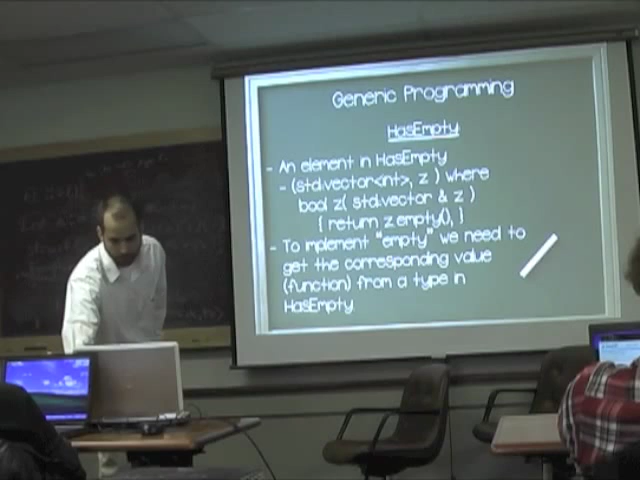 Generic Programming
HasEmpty
- An element in HasEmpty
- (std:vector<int>, z ) where
bool z( std:vector & z )
{ return z.empty(); }
- To implement "empty" we need to
get the corresponding value
(function) from a type in
HasEmpty.